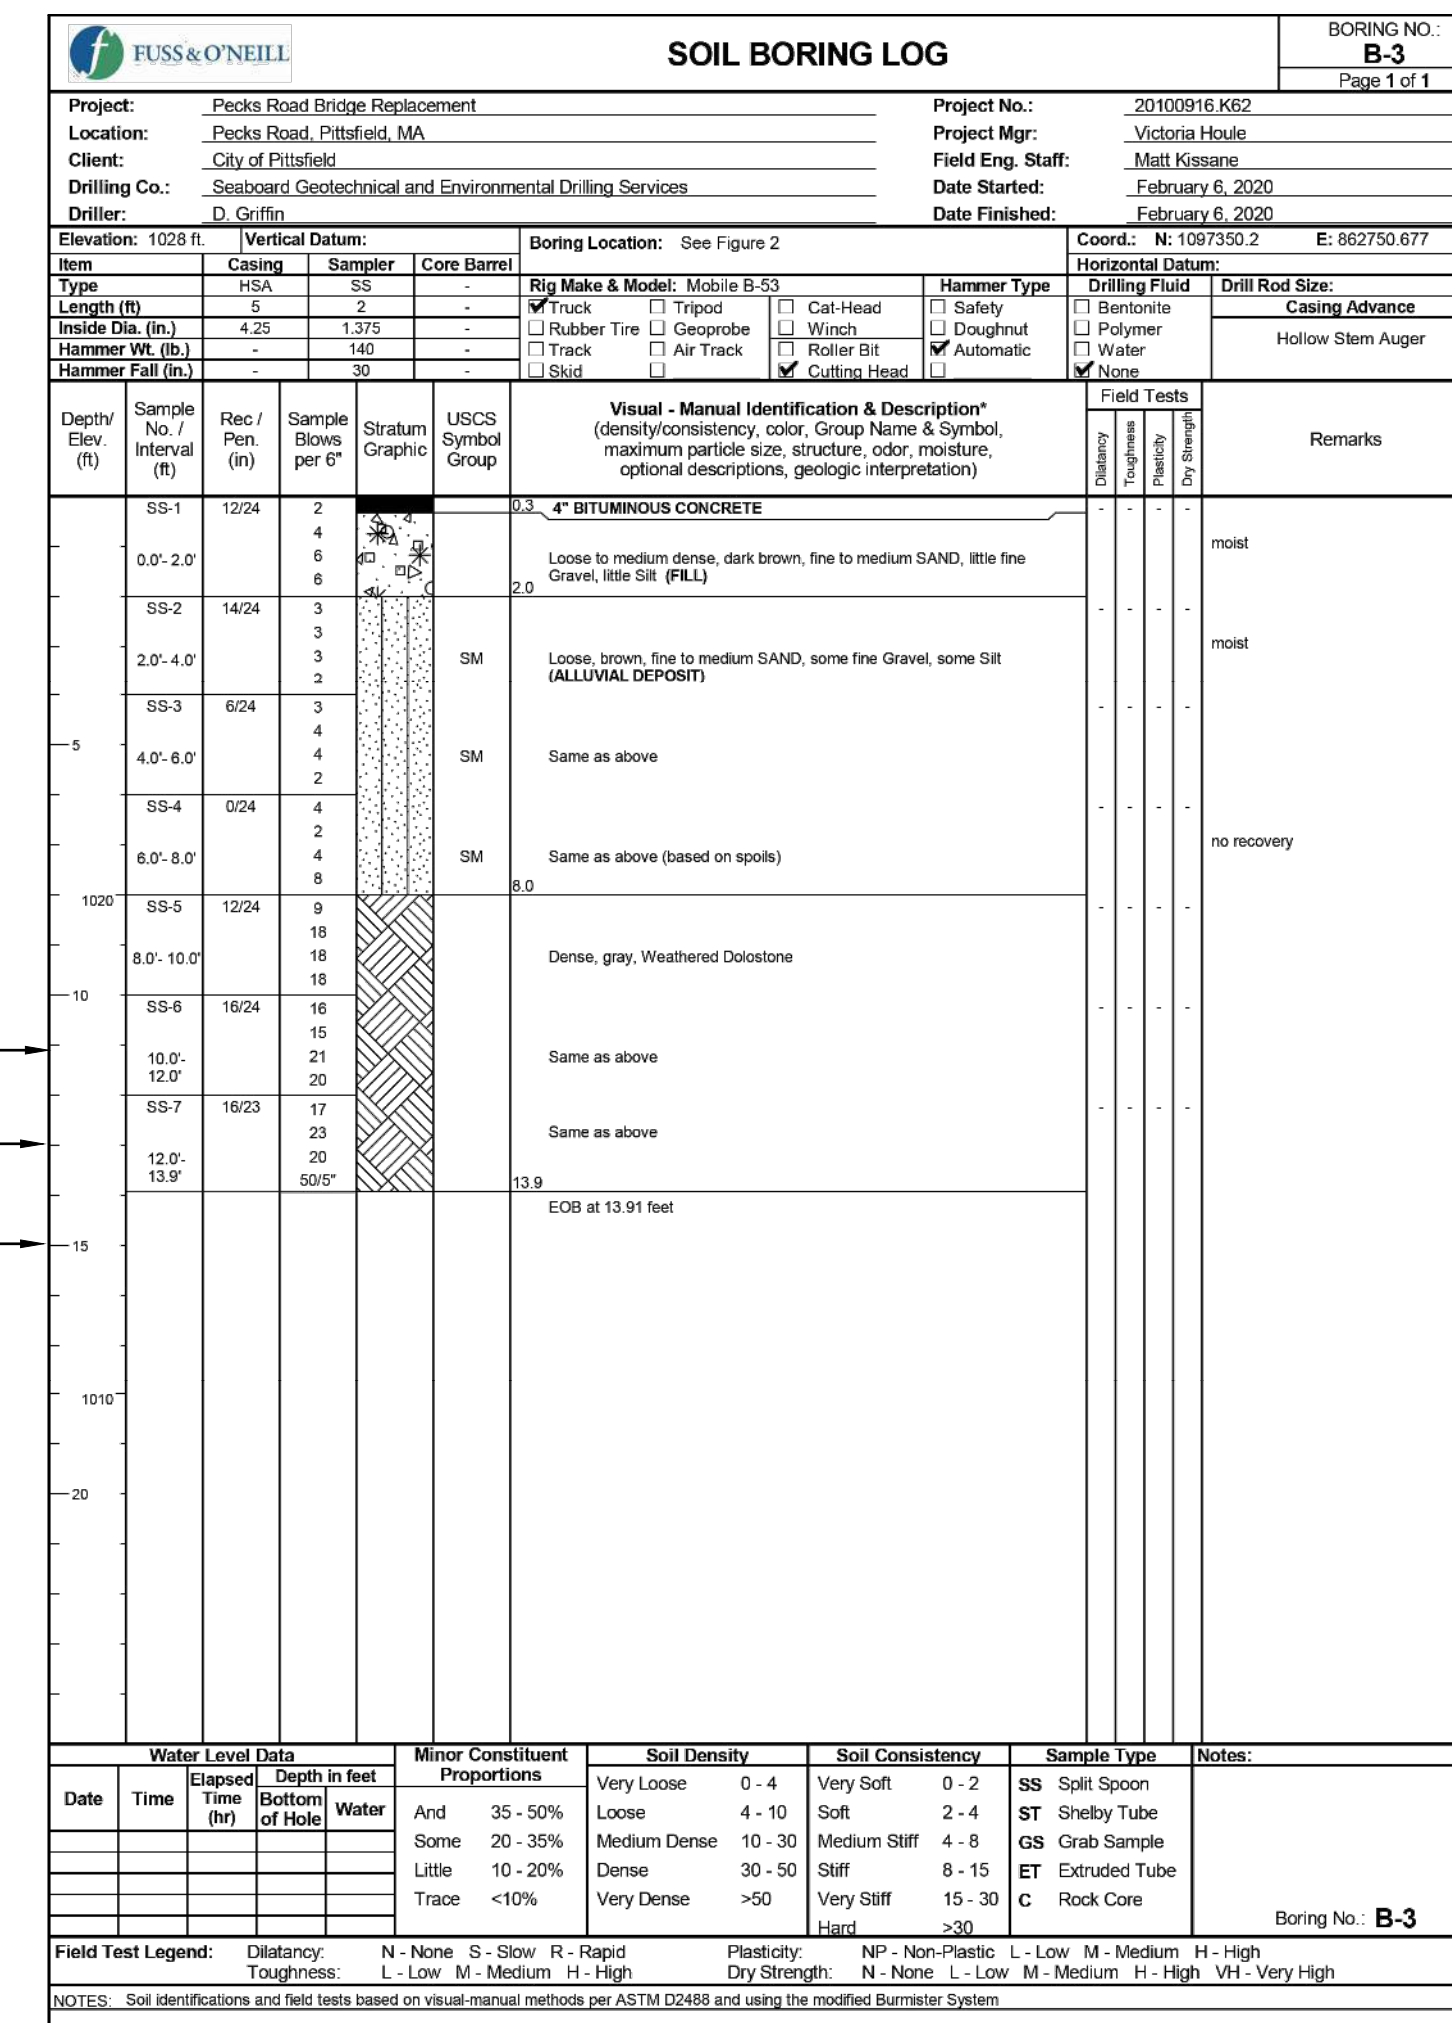 FUSS & O'NEILL
SOIL BORING LOG
BORING NO.:
B-3
Page 1 of 1
Project: Pecks Road Bridge Replacement Project No.: 20100916.K62
Location: Pecks Road, Pittsfield, MA Project Mgr: Victoria Houle
Client: City of Pittsfield Field Eng. Staff: Matt Kissane
Drilling Co.: Seaboard Geotechnical and Environmental Drilling Services Date Started: February 6, 2020
Driller: D. Griffin Date Finished: February 6, 2020
Elevation: 1028 ft. Vertical Datum: Boring Location: See Figure 2 Coord.: N: 1097350.2 E: 862750.677
Item Casing Sampler Core Barrel Horizontal Datum:
Type HSA SS - Rig Make & Model: Mobile B-53 Hammer Type Drilling Fluid Drill Rod Size:
Length (ft) 5 2 - Truck Tripod Cat-Head Safety Bentonite Casing Advance
Inside Dia. (in.) 4.25 1.375 - Rubber Tire Geoprobe Winch Doughnut Polymer Hollow Stem Auger
Hammer Wt. (lb.) - 140 - Track Air Track Roller Bit Automatic Water
Hammer Fall (in.) - 30 - Skid Cutting Head None
Depth/
Elev.
(ft)
Sample
No. /
Interval
(ft)
Rec /
Pen.
(in)
Sample
Blows
per 6"
Stratum
Graphic
USCS
Symbol
Group
Visual - Manual Identification & Description*
(density/consistency, color, Group Name & Symbol,
maximum particle size, structure, odor, moisture,
optional descriptions, geologic interpretation)
Field Tests
Dilatancy
Toughness
Plasticity
Dry Strength
Remarks
SS-1 12/24 2 0.3 4" BITUMINOUS CONCRETE - - - -
4
moist
0.0'- 2.0' 6 Loose to medium dense, dark brown, fine to medium SAND, little fine
6 Gravel, little Silt (FILL)
2.0
SS-2 14/24 3 - - - -
3
moist
2.0'- 4.0' 3 SM Loose, brown, fine to medium SAND, some fine Gravel, some Silt
2 (ALLUVIAL DEPOSIT)
SS-3 6/24 3 - - - -
4
5
4.0'- 6.0' 4 SM Same as above
2
SS-4 0/24 4 - - - -
2
no recovery
6.0'- 8.0' 4 SM Same as above (based on spoils)
8
8.0
1020 SS-5 12/24 9 - - - -
18
8.0'- 10.0' 18 Dense, gray, Weathered Dolostone
18
10
SS-6 16/24 16 - - - -
15
10.0'- 21 Same as above
12.0' 20
SS-7 16/23 17 - - - -
23 Same as above
12.0'- 20
13.9' 50/5"
13.9
EOB at 13.91 feet
15
1010
20
Water Level Data
Date Time Elapsed
Time
(hr)
Depth in feet
Bottom
of Hole
Water
Minor Constituent
Proportions
And 35 - 50%
Some 20 - 35%
Little 10 - 20%
Trace <10%
Soil Density
Very Loose 0 - 4
Loose 4 - 10
Medium Dense 10 - 30
Dense 30 - 50
Very Dense >50
Soil Consistency
Very Soft 0 - 2
Soft 2 - 4
Medium Stiff 4 - 8
Stiff 8 - 15
Very Stiff 15 - 30
Hard >30
Sample Type
SS Split Spoon
ST Shelby Tube
GS Grab Sample
ET Extruded Tube
C Rock Core
Notes:
Boring No.: B-3
Field Test Legend: Dilatancy: N - None S - Slow R - Rapid Plasticity: NP - Non-Plastic L - Low M - Medium H - High
Toughness: L - Low M - Medium H - High Dry Strength: N - None L - Low M - Medium H - High VH - Very High
NOTES: Soil identifications and field tests based on visual-manual methods per ASTM D2488 and using the modified Burmister System